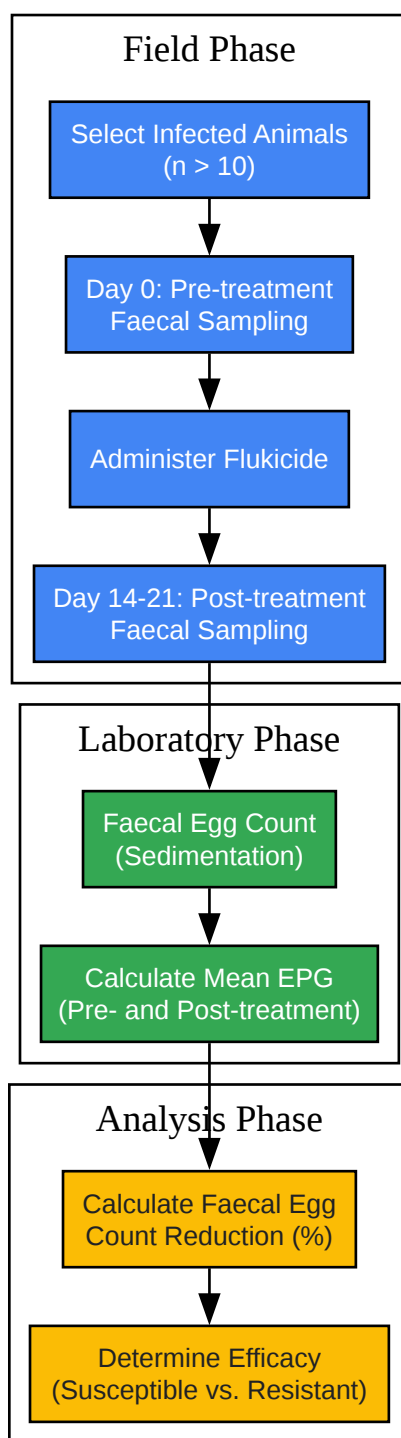 Field Phase
Select Infected Animals
(n > 10)
Day 0: Pre-treatment
Faecal Sampling
Administer Flukicide
Day 14-21: Post-treatment
Faecal Sampling
Laboratory Phase
Faecal Egg Count
(Sedimentation)
Calculate Mean EPG
(Pre- and Post-treatment)
Analysis Phase
Calculate Faecal Egg
Count Reduction (%)
Determine Efficacy
(Susceptible vs. Resistant)